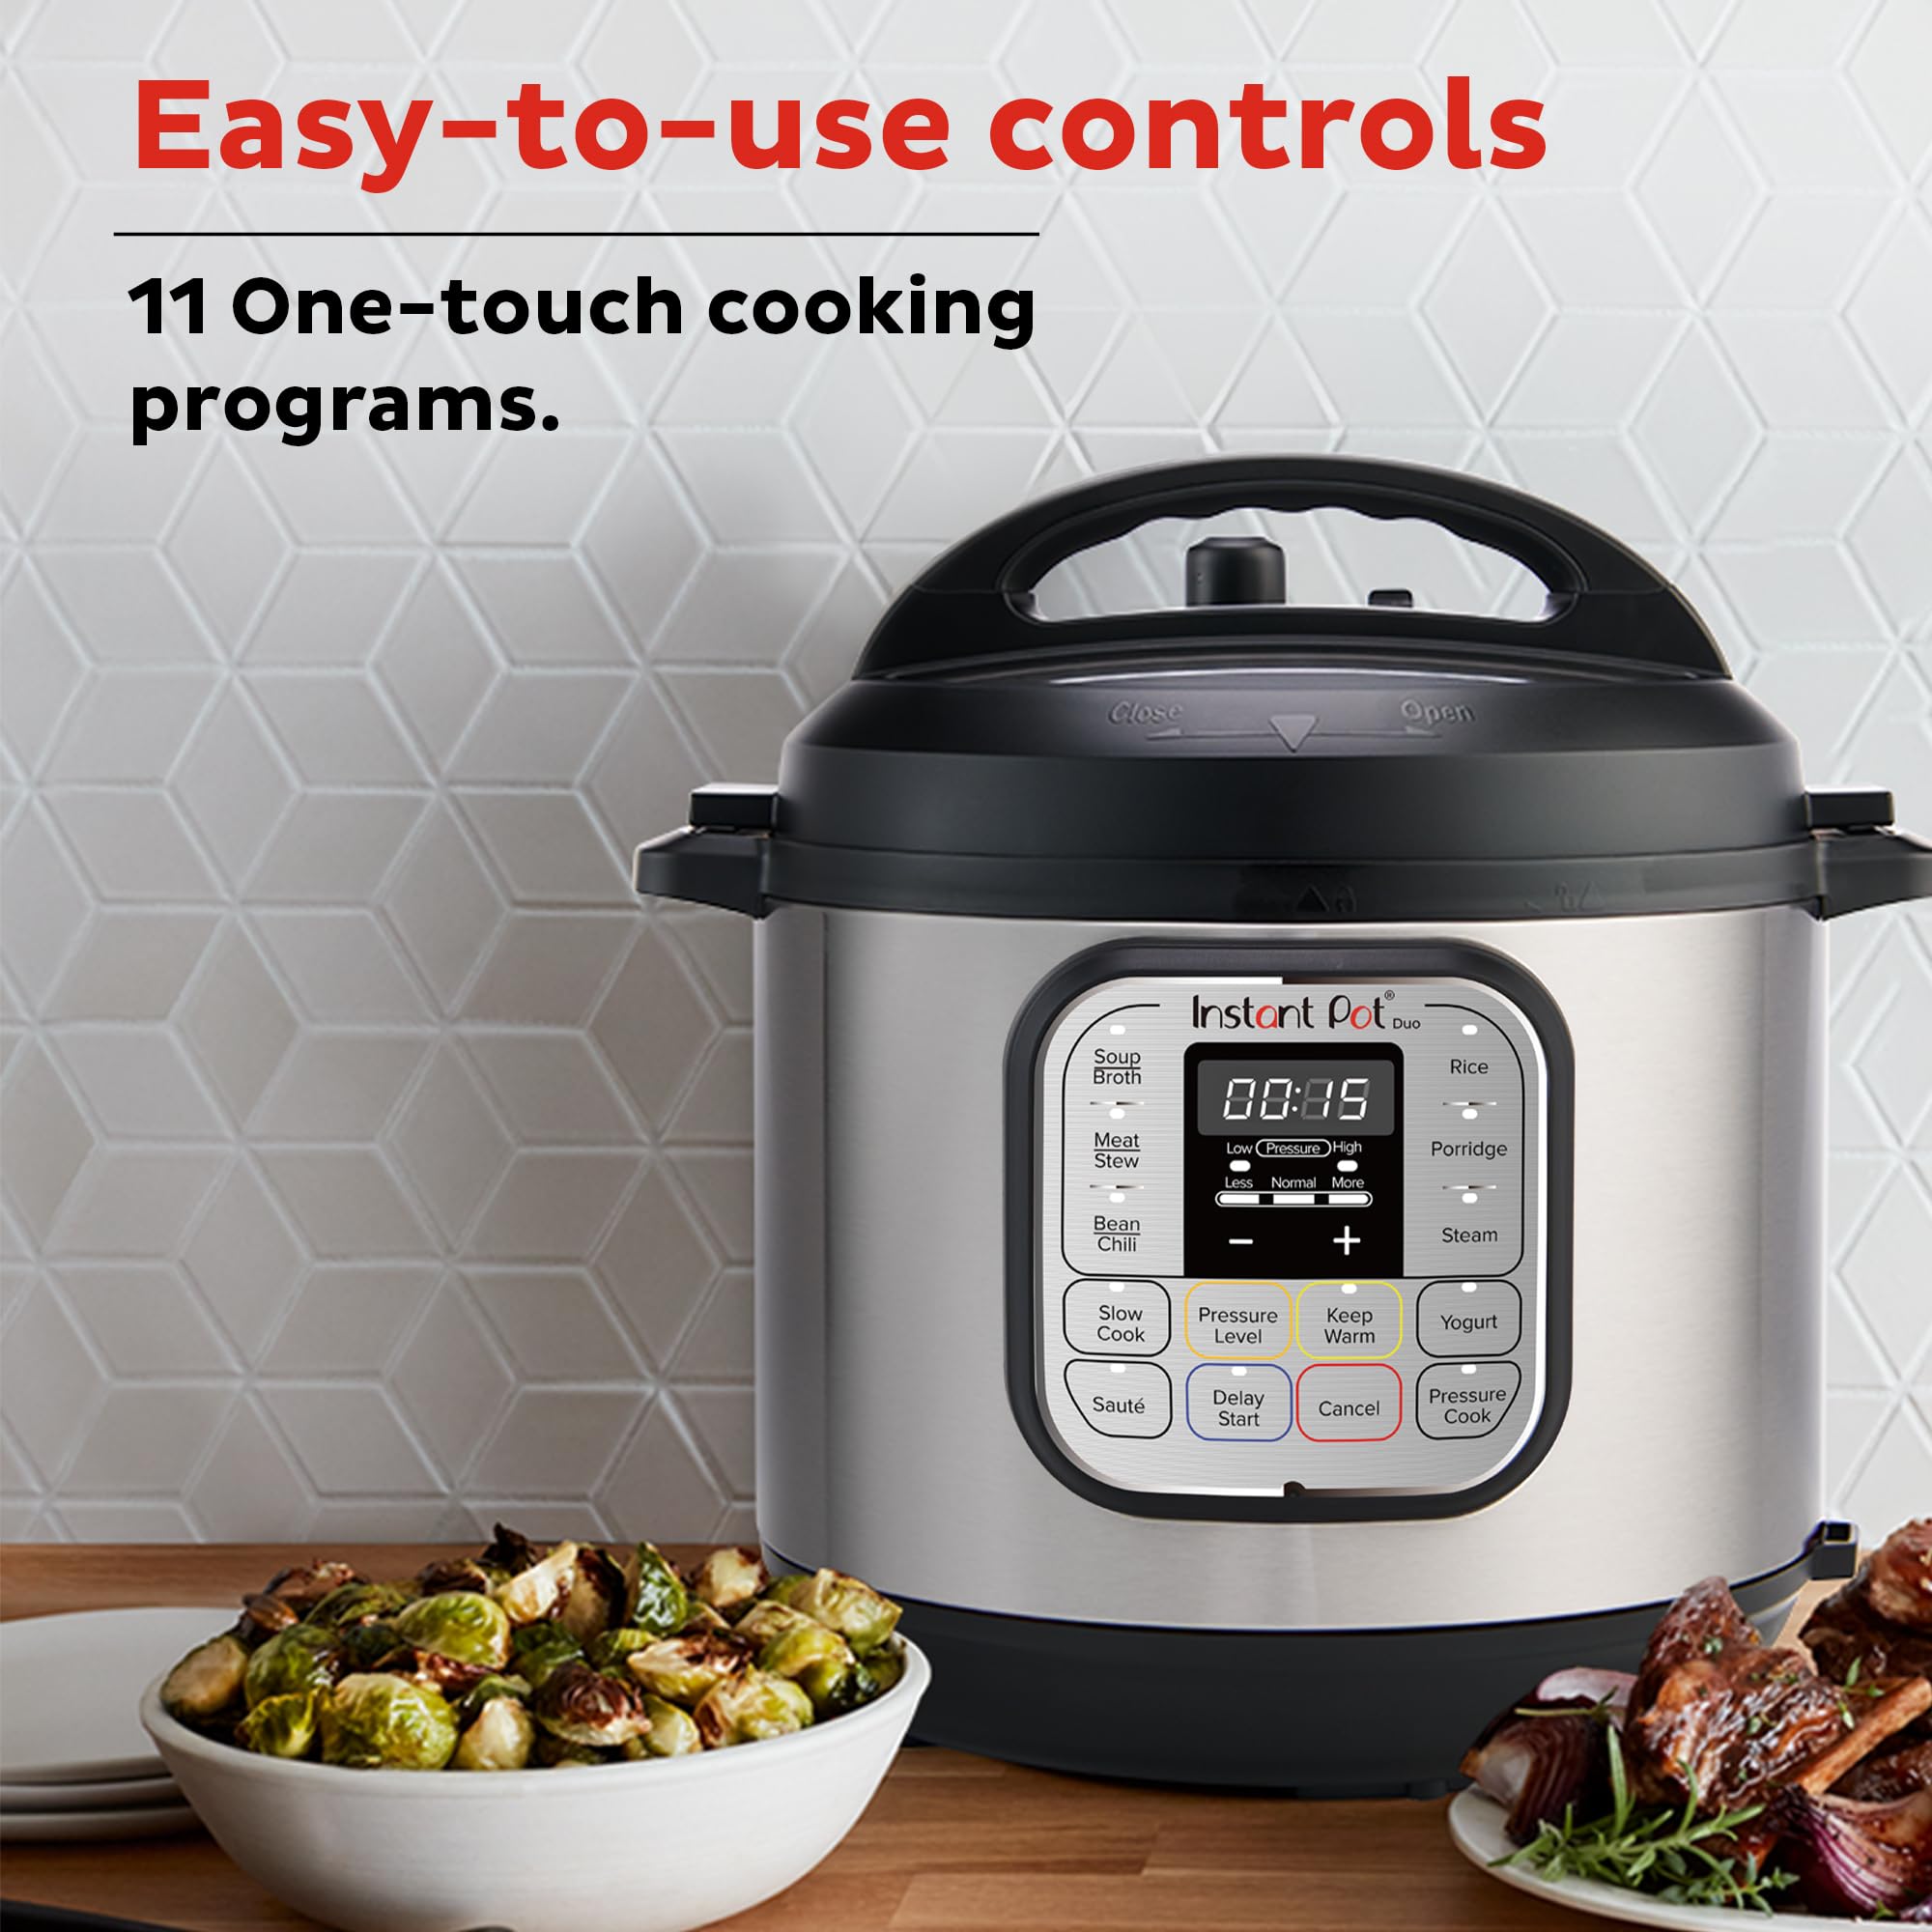 Easy-to-use controls
11 One-touch cooking
programs.
Close
Open
Instant Pot® Duo
Soup
Broth
Meat
Stew
Bean
Chili
00:15
Low Pressure High
Less Normal More
− +
Rice
Porridge
Steam
Slow
Cook
Pressure
Level
Keep
Warm
Yogurt
Sauté
Delay
Start
Cancel
Pressure
Cook